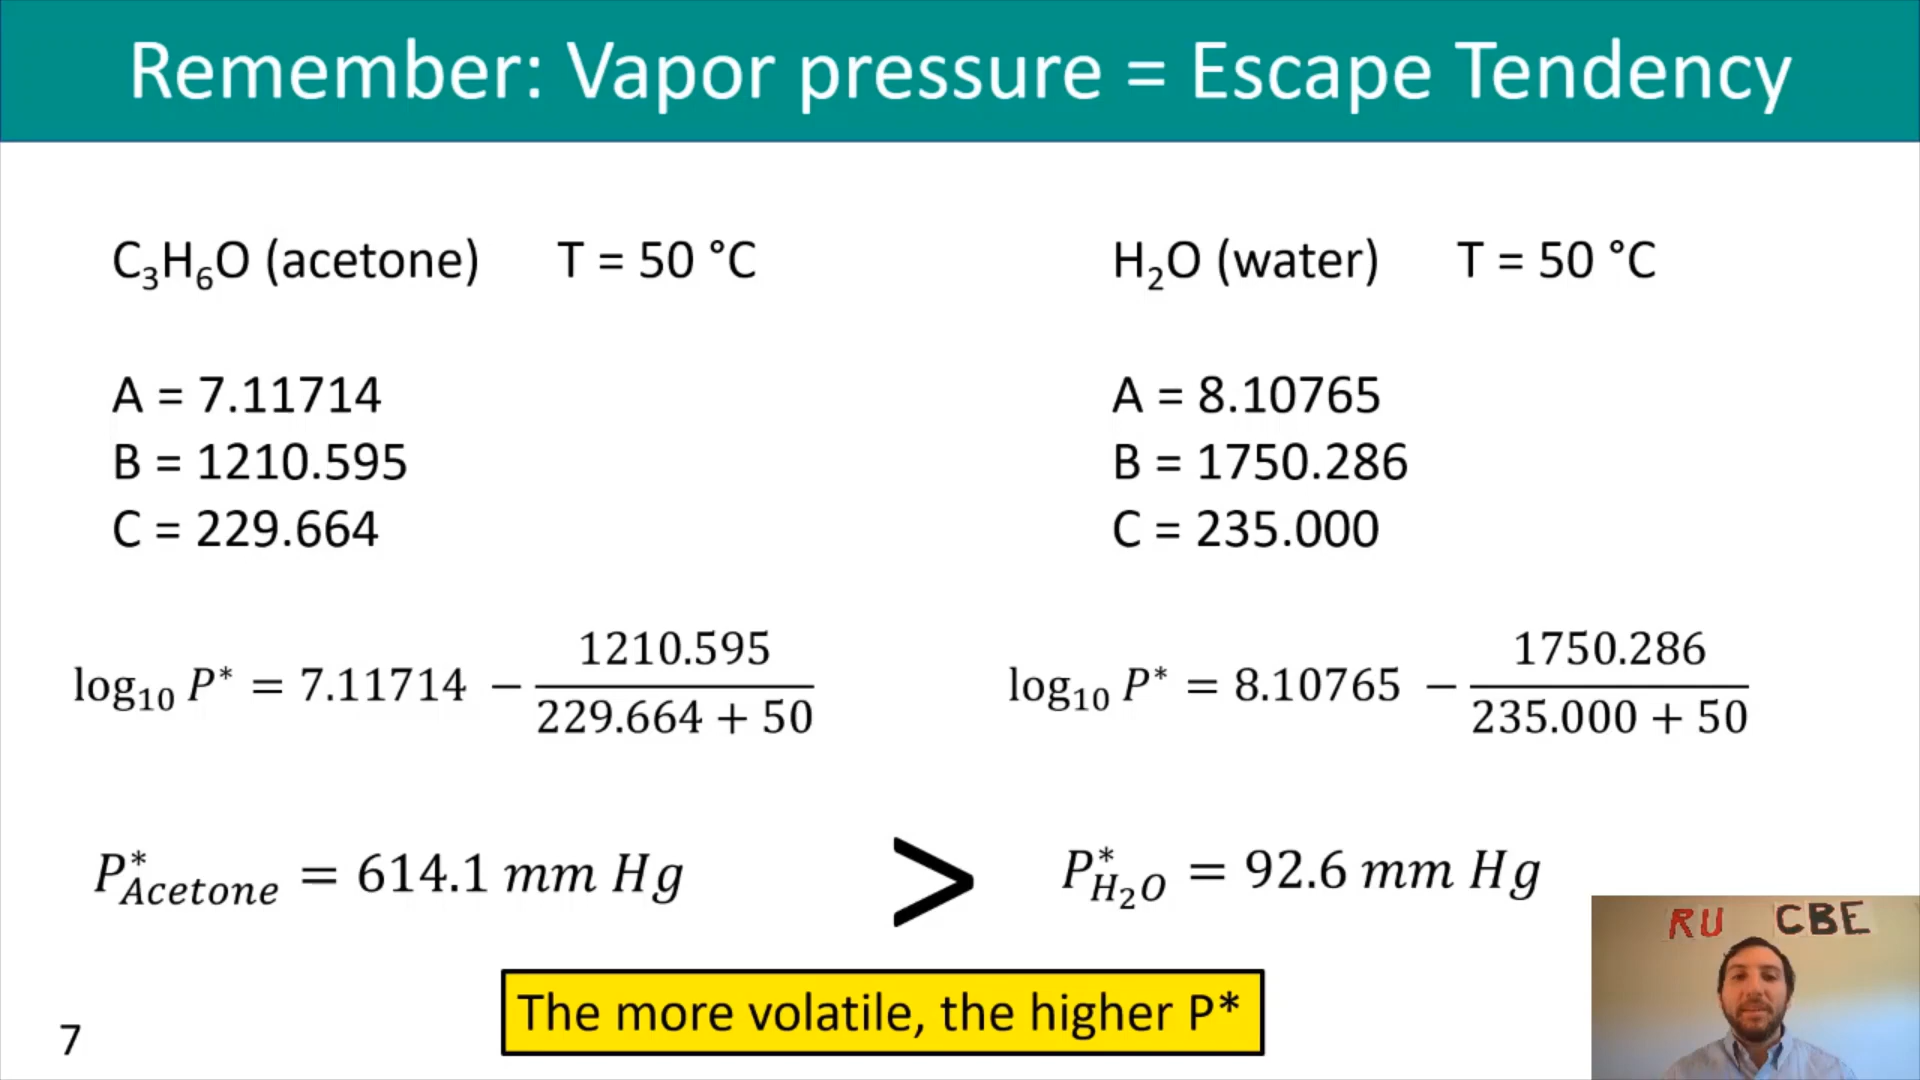 Remember: Vapor pressure = Escape Tendency
C₃H₆O (acetone) T = 50 °C
A = 7.11714
B = 1210.595
C = 229.664
log₁₀ P* = 7.11714 − 1210.595 / 229.664 + 50
P*Acetone = 614.1 mm Hg
>
H₂O (water) T = 50 °C
A = 8.10765
B = 1750.286
C = 235.000
log₁₀ P* = 8.10765 − 1750.286 / 235.000 + 50
P*H₂O = 92.6 mm Hg
The more volatile, the higher P*
7
RU CBE